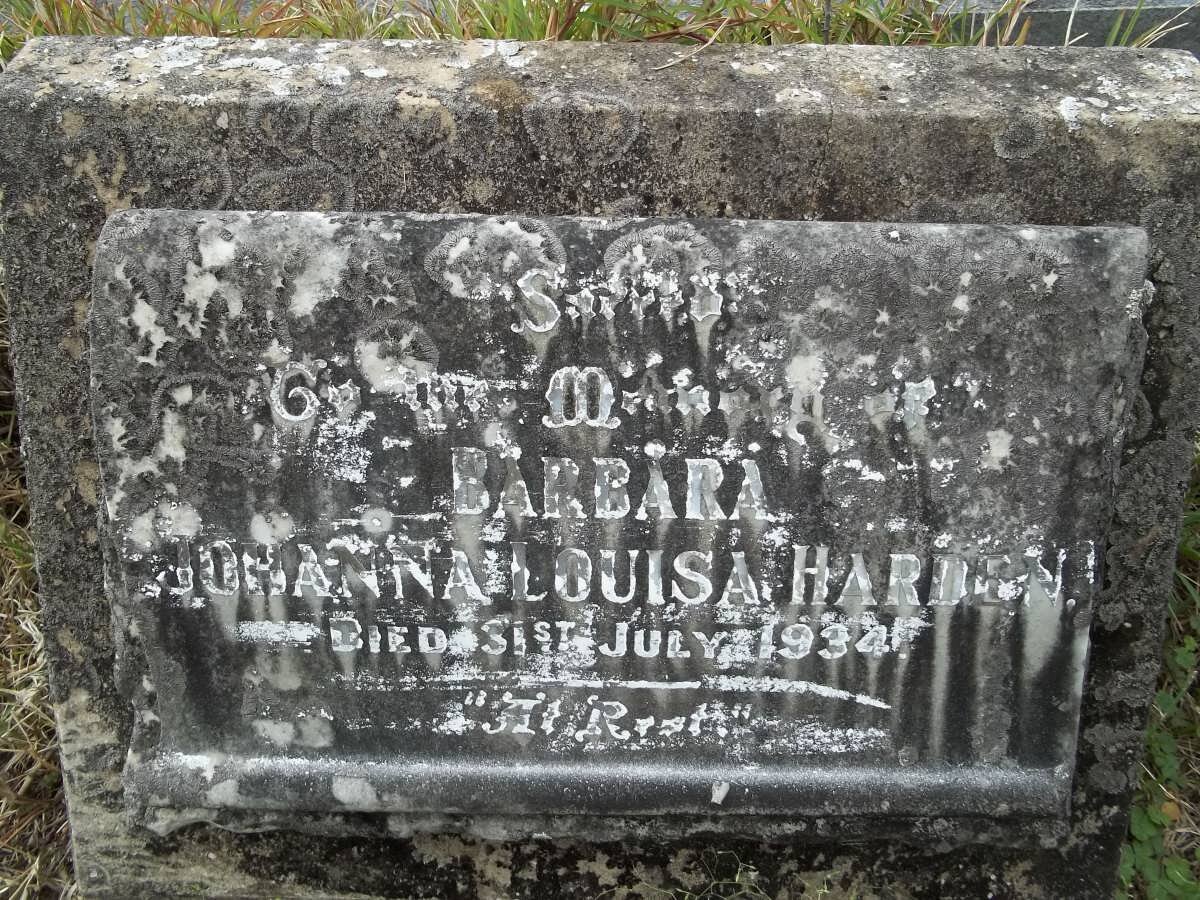 Sacred
To the Memory of
BARBARA
JOHANNA LOUISA HARDEN,
DIED 31ST JULY 1934.
"At Rest."